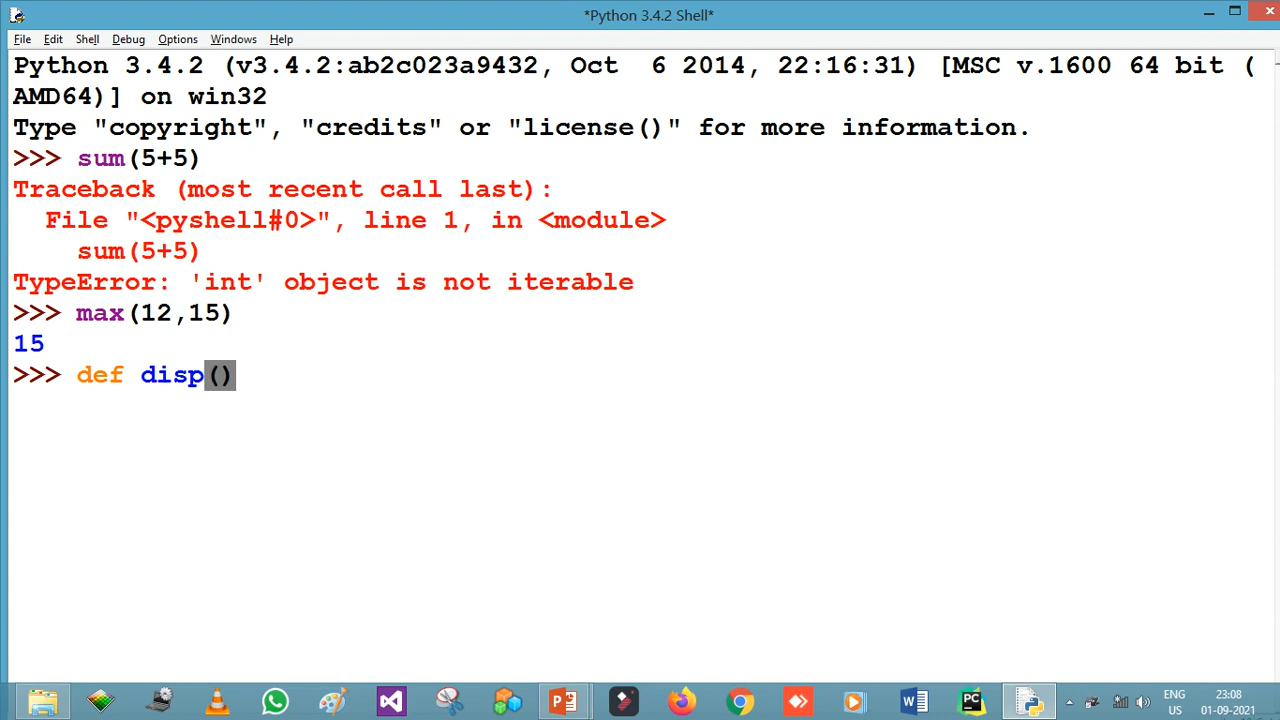 *Python 3.4.2 Shell*
File Edit Shell Debug Options Windows Help
Python 3.4.2 (v3.4.2:ab2c023a9432, Oct  6 2014, 22:16:31) [MSC v.1600 64 bit (
AMD64)] on win32
Type "copyright", "credits" or "license()" for more information.
>>> sum(5+5)
Traceback (most recent call last):
  File "<pyshell#0>", line 1, in <module>
    sum(5+5)
TypeError: 'int' object is not iterable
>>> max(12,15)
15
>>> def disp()
ENG 23:08
US 01-09-2021